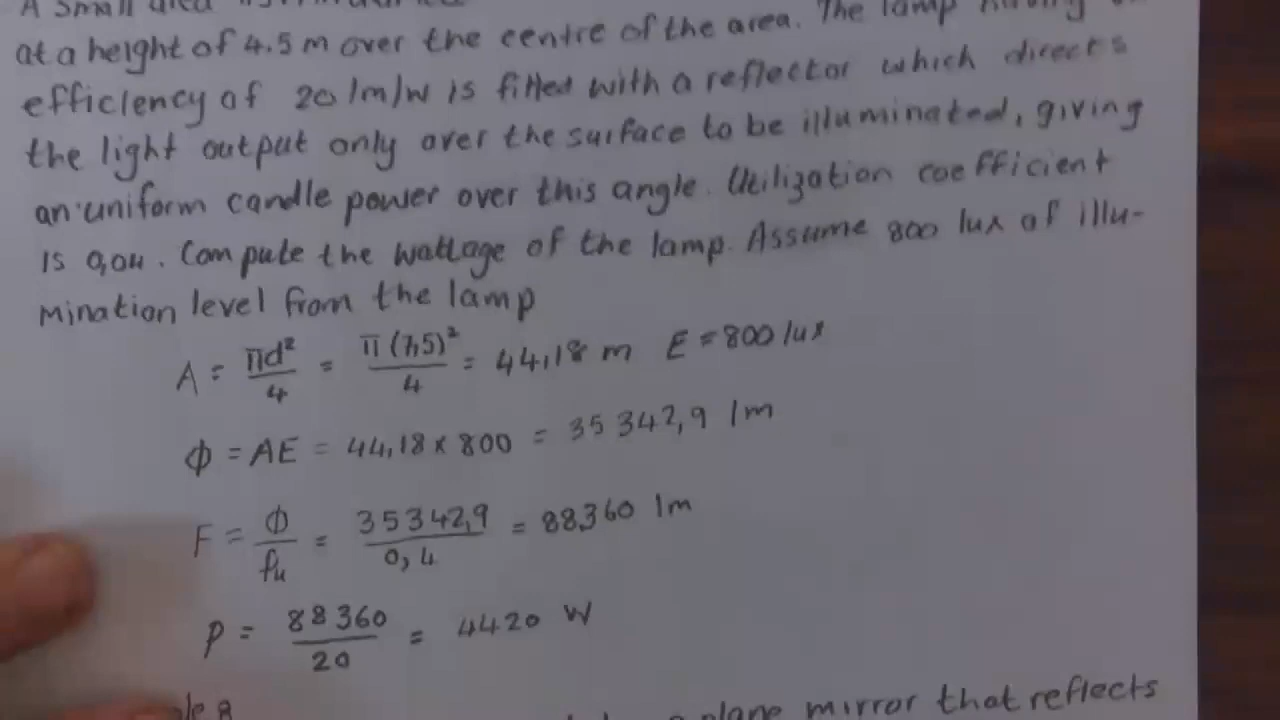 A small area
at a height of 4.5 m over the centre of the area. The lamp having
efficiency of 20 lm/w is fitted with a reflector which directs
the light output only over the surface to be illuminated, giving
an uniform candle power over this angle. Utilization coefficient
is 0,04. Compute the wattage of the lamp. Assume 800 lux of illu-
mination level from the lamp
A = πd²/4 = π(7,5)²/4 = 44,18 m E = 800 lux
Φ = AE = 44,18 x 800 = 35 342,9 lm
F = Φ/fu = 35342,9/0,4 = 88360 lm
P = 88360/20 = 4420 W
8 plane mirror that reflects